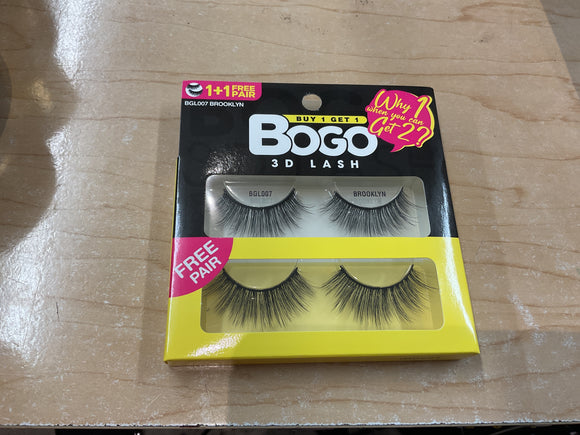 1+1 FREE PAIR
BGL007 BROOKLYN
BUY 1 GET 1
BOGO
3D LASH
Why 1
when you can
Get 2?
BGL007 BROOKLYN
FREE
PAIR